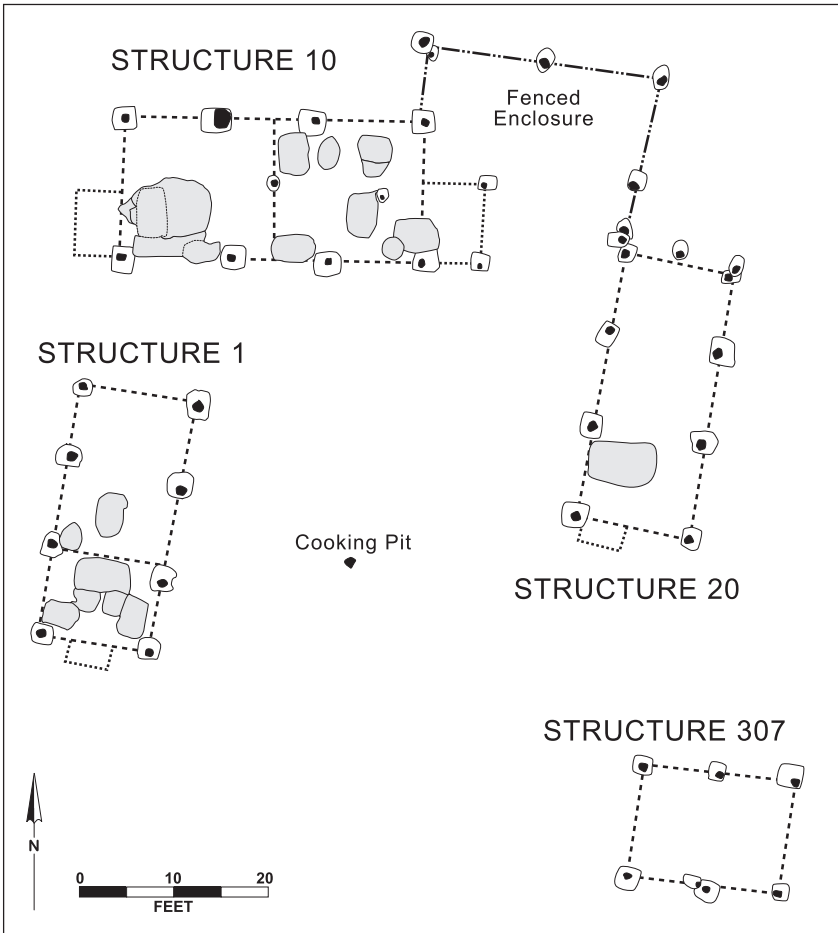 STRUCTURE 10
Fenced
Enclosure
STRUCTURE 1
Cooking Pit
STRUCTURE 20
STRUCTURE 307
N
0 10 20
FEET